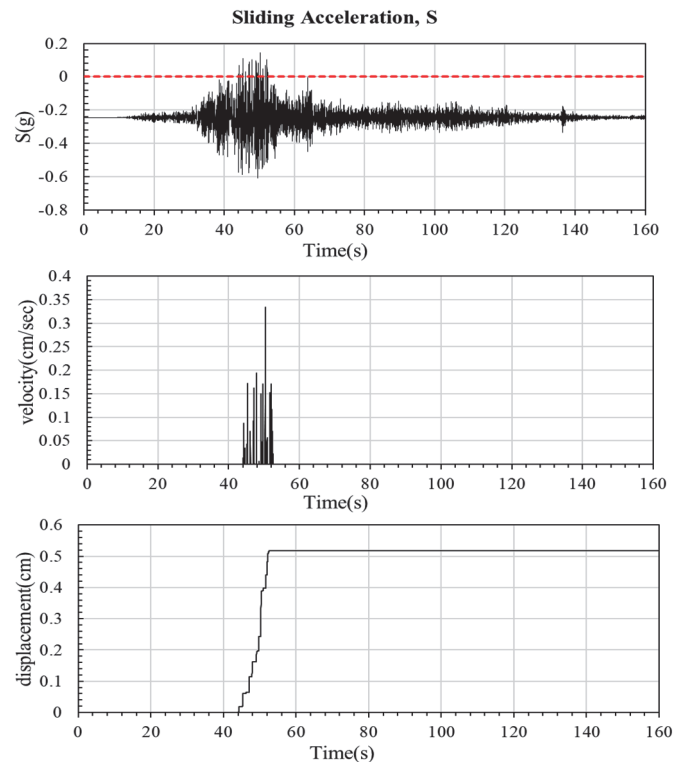 Sliding Acceleration, S
S(g)
0.2
0
-0.2
-0.4
-0.6
-0.8
0 20 40 60 80 100 120 140 160
Time(s)
velocity(cm/sec)
0.4
0.35
0.3
0.25
0.2
0.15
0.1
0.05
0
0 20 40 60 80 100 120 140 160
Time(s)
displacement(cm)
0.6
0.5
0.4
0.3
0.2
0.1
0
0 20 40 60 80 100 120 140 160
Time(s)